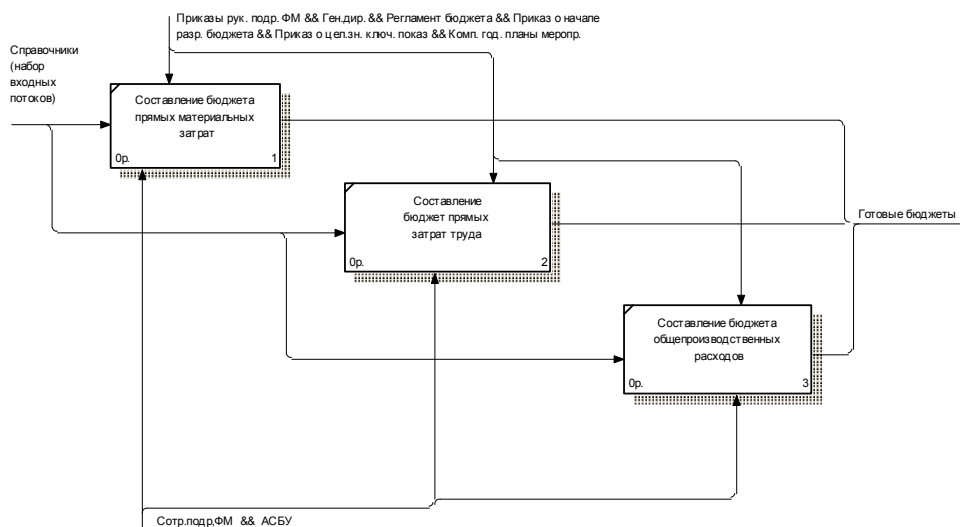 Приказы рук. подр. ФМ && Ген.дир. && Регламент бюджета && Приказ о начале
разр. бюджета && Приказ о цел.зн. ключ. показ && Комп. год. планы меропр.
Справочники
(набор
входных
потоков)
Составление бюджета
прямых материальных
затрат
0р. 1
Составление
бюджет прямых
затрат труда
0р. 2
Готовые бюджеты
Составление бюджета
общепроизводственных
расходов
0р. 3
Сотр.подр,ФМ && АСБУ